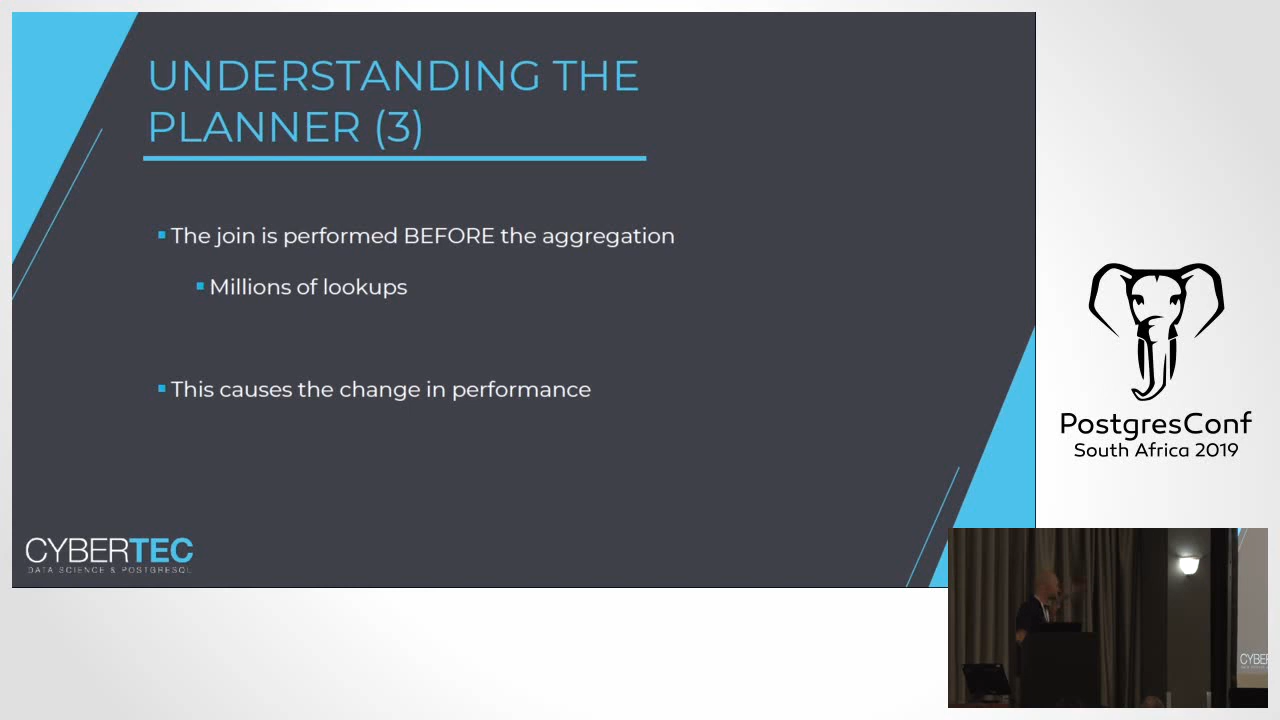 UNDERSTANDING THE
PLANNER (3)
The join is performed BEFORE the aggregation
Millions of lookups
This causes the change in performance
CYBERTEC
DATA SCIENCE & POSTGRESQL
PostgresConf
South Africa 2019
CYBER